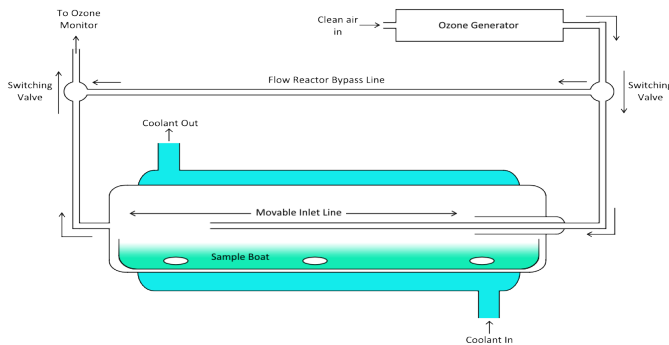 To Ozone
Monitor
Clean air
in
Ozone Generator
Switching
Valve
Flow Reactor Bypass Line
Switching
Valve
Coolant Out
Movable Inlet Line
Sample Boat
Coolant In